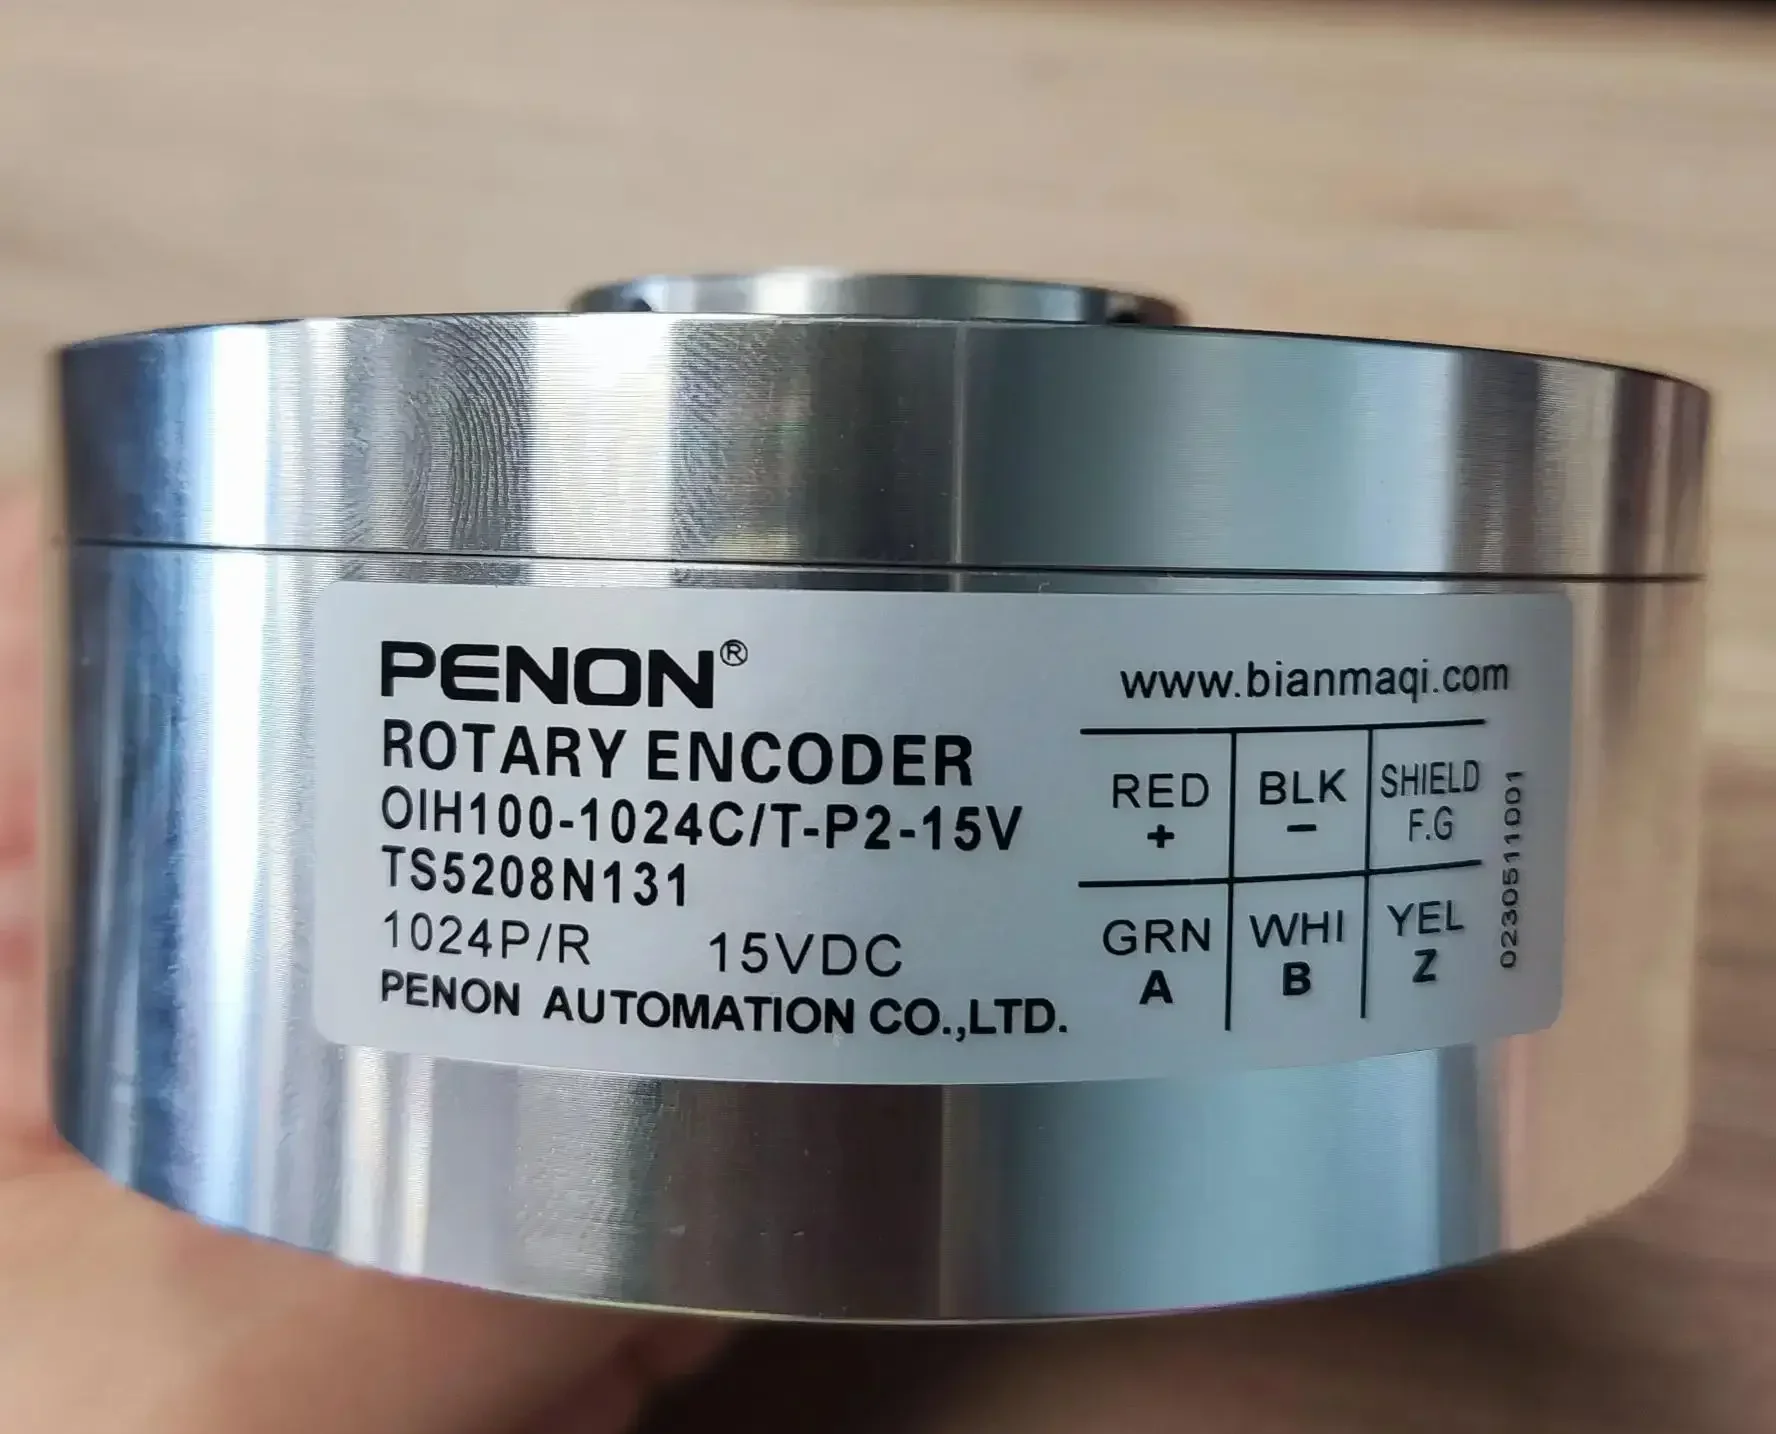 PENON®
ROTARY ENCODER
OIH100-1024C/T-P2-15V
TS5208N131
1024P/R 15VDC
PENON AUTOMATION CO.,LTD.
www.bianmaqi.com
RED BLK SHIELD
+ - F.G
GRN WHI YEL
A B Z
0230511001